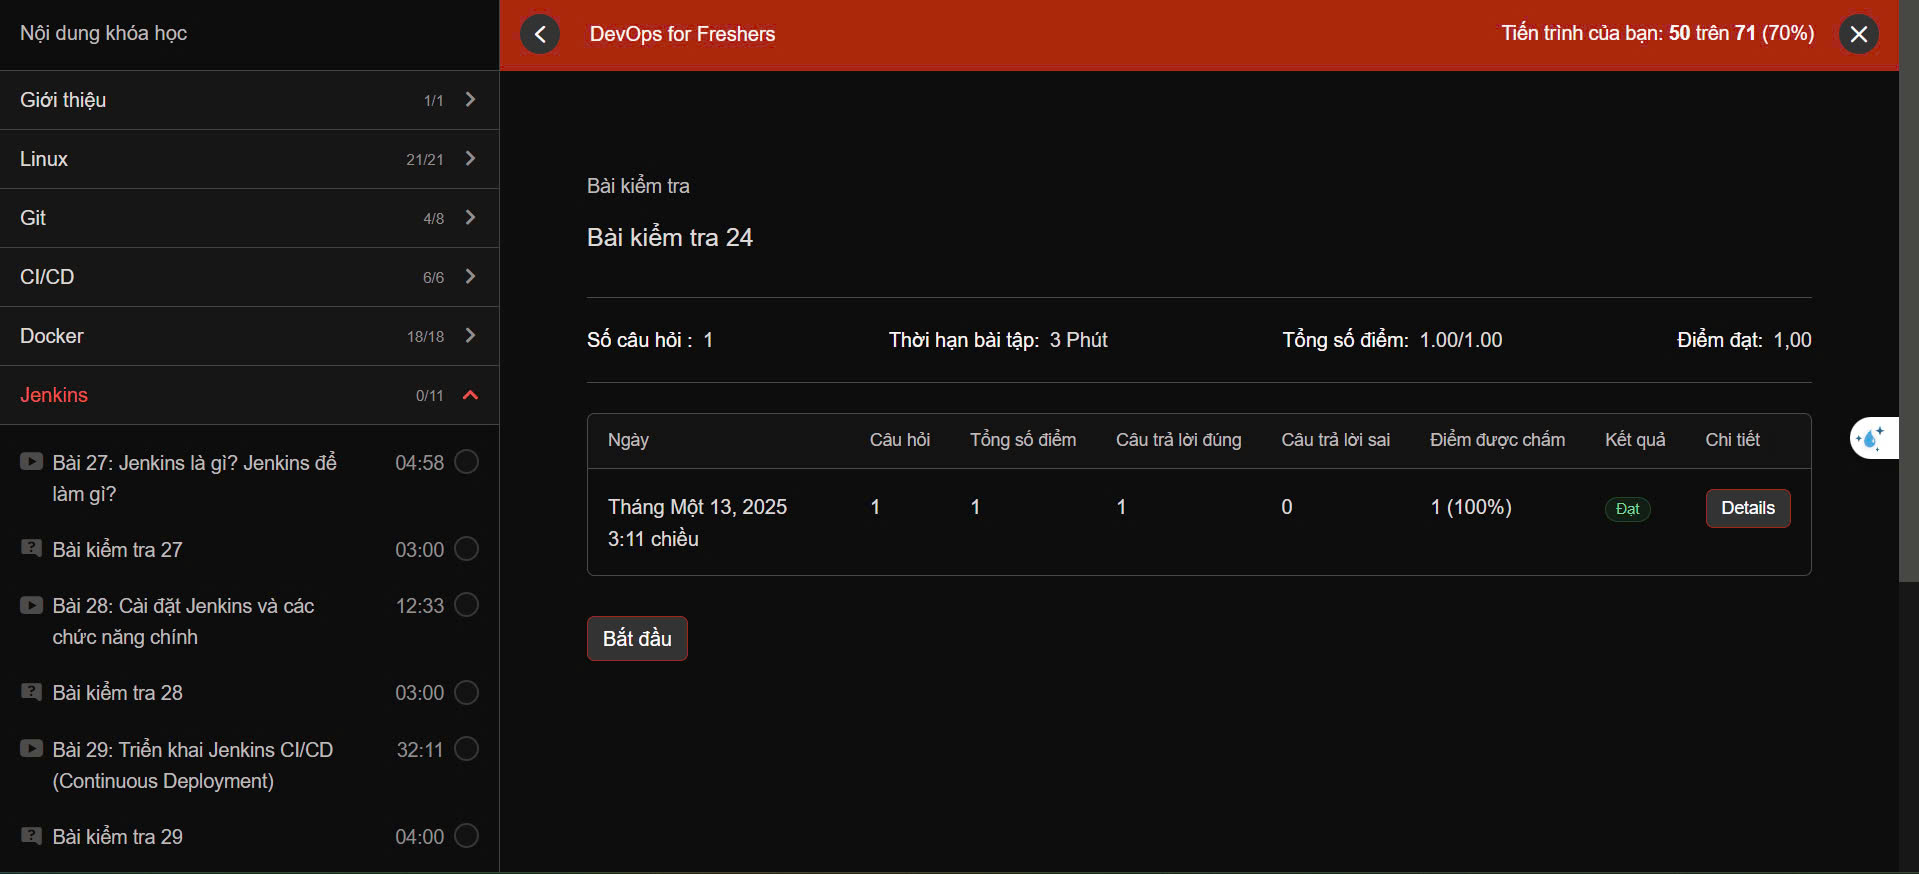 Nội dung khóa học
Giới thiệu 1/1
Linux 21/21
Git 4/8
CI/CD 6/6
Docker 18/18
Jenkins 0/11
Bài 27: Jenkins là gì? Jenkins để 04:58
làm gì?
Bài kiểm tra 27 03:00
Bài 28: Cài đặt Jenkins và các 12:33
chức năng chính
Bài kiểm tra 28 03:00
Bài 29: Triển khai Jenkins CI/CD 32:11
(Continuous Deployment)
Bài kiểm tra 29 04:00
DevOps for Freshers
Tiến trình của bạn: 50 trên 71 (70%)
Bài kiểm tra
Bài kiểm tra 24
Số câu hỏi : 1 Thời hạn bài tập: 3 Phút Tổng số điểm: 1.00/1.00 Điểm đạt: 1,00
Ngày Câu hỏi Tổng số điểm Câu trả lời đúng Câu trả lời sai Điểm được chấm Kết quả Chi tiết
Tháng Một 13, 2025 1 1 1 0 1 (100%) Đạt Details
3:11 chiều
Bắt đầu